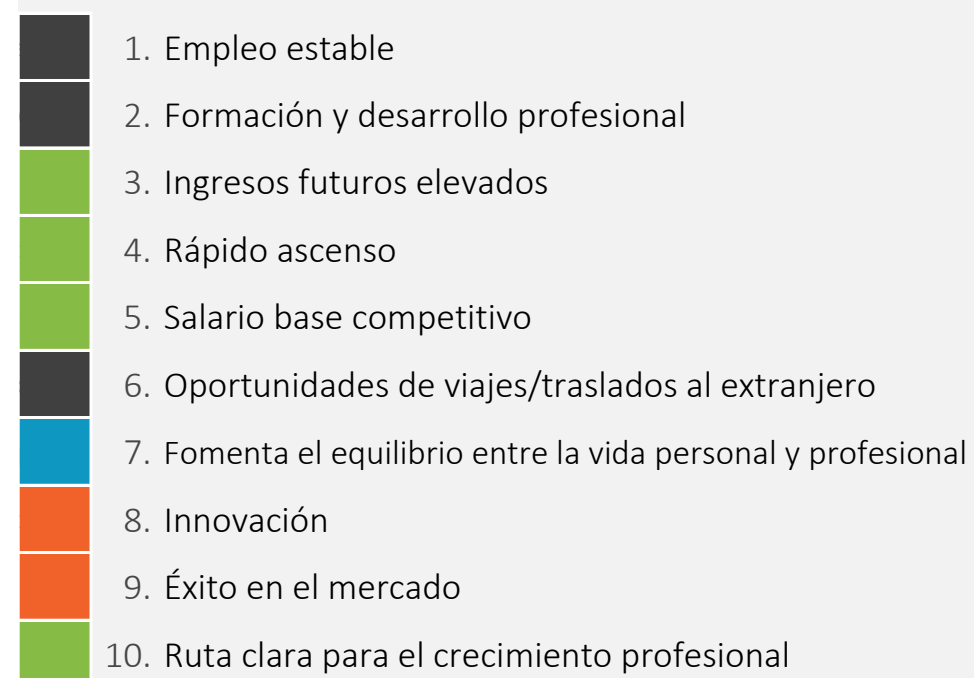 1. Empleo estable
2. Formación y desarrollo profesional
3. Ingresos futuros elevados
4. Rápido ascenso
5. Salario base competitivo
6. Oportunidades de viajes/traslados al extranjero
7. Fomenta el equilibrio entre la vida personal y profesional
8. Innovación
9. Éxito en el mercado
10. Ruta clara para el crecimiento profesional